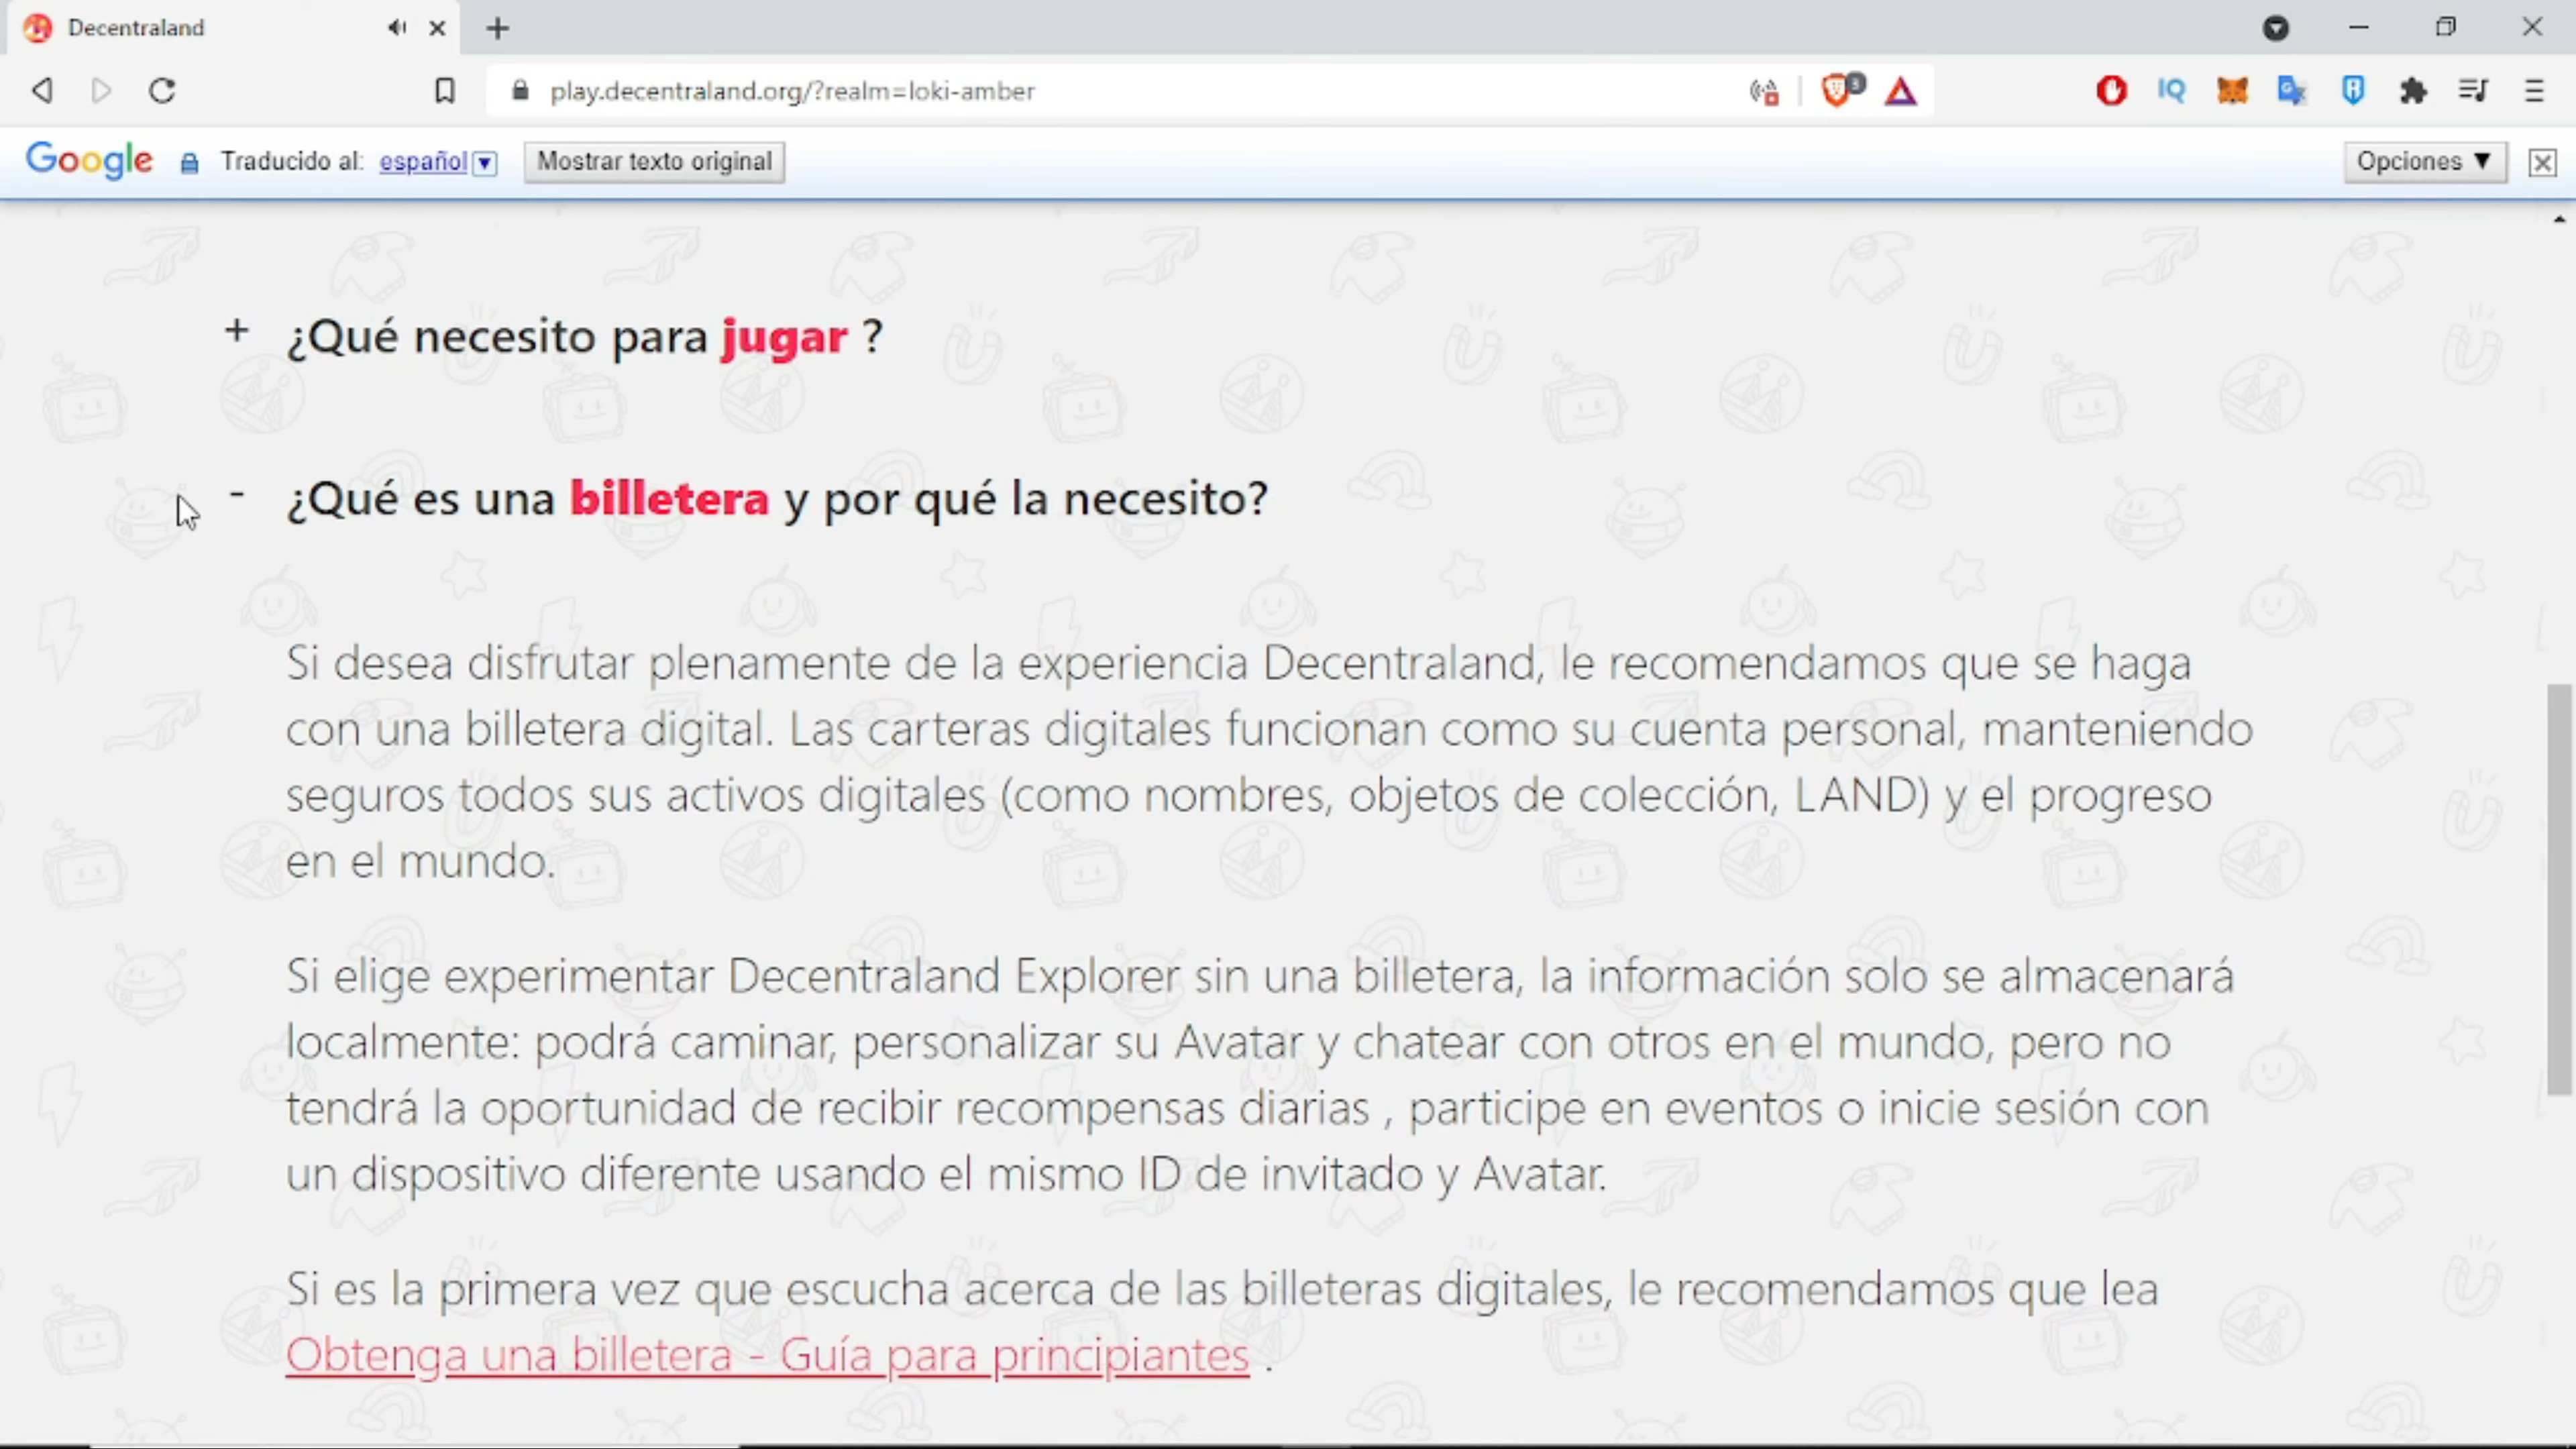 Decentraland
play.decentraland.org/?realm=loki-amber
3
IQ
Google Traducido al: español Mostrar texto original Opciones
+ ¿Qué necesito para jugar ?
- ¿Qué es una billetera y por qué la necesito?
Si desea disfrutar plenamente de la experiencia Decentraland, le recomendamos que se haga
con una billetera digital. Las carteras digitales funcionan como su cuenta personal, manteniendo
seguros todos sus activos digitales (como nombres, objetos de colección, LAND) y el progreso
en el mundo.
Si elige experimentar Decentraland Explorer sin una billetera, la información solo se almacenará
localmente: podrá caminar, personalizar su Avatar y chatear con otros en el mundo, pero no
tendrá la oportunidad de recibir recompensas diarias , participe en eventos o inicie sesión con
un dispositivo diferente usando el mismo ID de invitado y Avatar.
Si es la primera vez que escucha acerca de las billeteras digitales, le recomendamos que lea
Obtenga una billetera - Guía para principiantes .